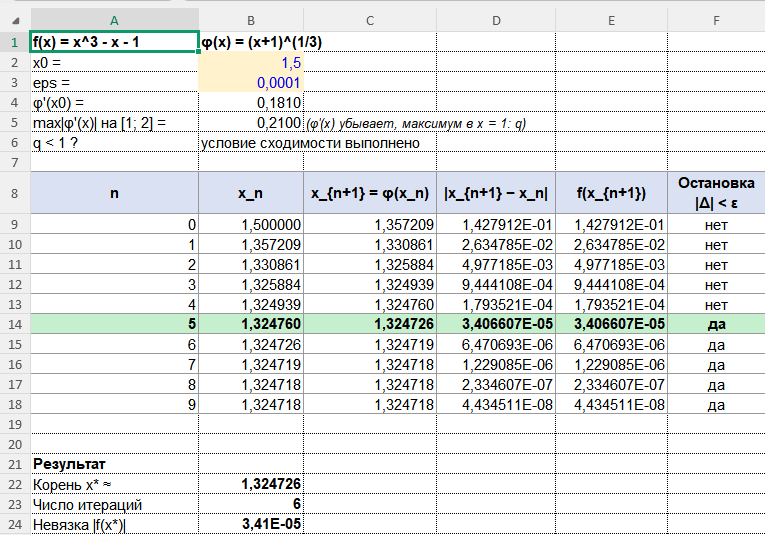 A B C D E F
1 f(x) = x^3 - x - 1 φ(x) = (x+1)^(1/3)
2 x0 = 1,5
3 eps = 0,0001
4 φ'(x0) = 0,1810
5 max|φ'(x)| на [1; 2] = 0,2100 (φ'(x) убывает, максимум в x = 1: q)
6 q < 1 ? условие сходимости выполнено
7
8 n x_n x_{n+1} = φ(x_n) |x_{n+1} − x_n| f(x_{n+1}) Остановка
|Δ| < ε
9 0 1,500000 1,357209 1,427912E-01 1,427912E-01 нет
10 1 1,357209 1,330861 2,634785E-02 2,634785E-02 нет
11 2 1,330861 1,325884 4,977185E-03 4,977185E-03 нет
12 3 1,325884 1,324939 9,444108E-04 9,444108E-04 нет
13 4 1,324939 1,324760 1,793521E-04 1,793521E-04 нет
14 5 1,324760 1,324726 3,406607E-05 3,406607E-05 да
15 6 1,324726 1,324719 6,470693E-06 6,470693E-06 да
16 7 1,324719 1,324718 1,229085E-06 1,229085E-06 да
17 8 1,324718 1,324718 2,334607E-07 2,334607E-07 да
18 9 1,324718 1,324718 4,434511E-08 4,434511E-08 да
19
20
21 Результат
22 Корень x* ≈ 1,324726
23 Число итераций 6
24 Невязка |f(x*)| 3,41E-05